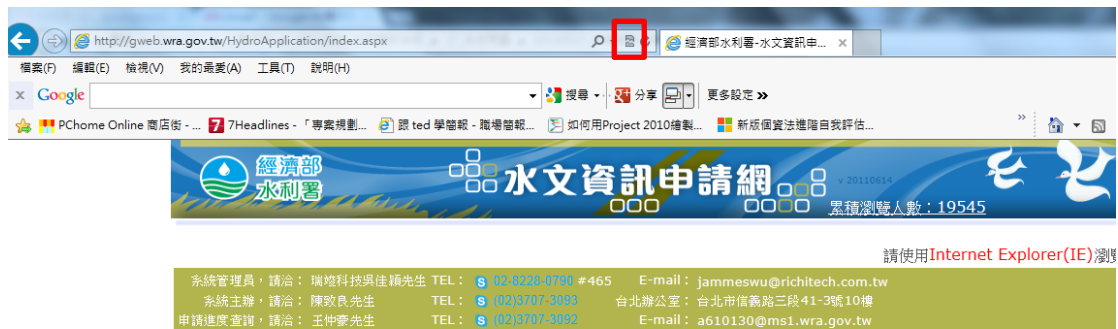 http://gweb.wra.gov.tw/HydroApplication/index.aspx
經濟部水利署-水文資訊申... ×
檔案(F) 編輯(E) 檢視(V) 我的最愛(A) 工具(T) 說明(H)
x Google 搜尋 分享 更多設定 »
PChome Online 商店街 - ... 7Headlines - 「專案規劃... 跟 ted 學簡報 - 職場簡報... 如何用Project 2010繪製... 新版個資法進階自我評估... »
經濟部
水利署
水文資訊申請網
v 20110614
累積瀏覽人數：19545
請使用Internet Explorer(IE)瀏覽
系統管理員，請洽： 瑞竣科技吳佳穎先生 TEL： 02-8228-0790 #465 E-mail： jammeswu@richitech.com.tw
系統主辦，請洽： 陳致良先生 TEL： (02)3707-3093 台北辦公室： 台北市信義路三段41-3號10樓
申請進度查詢，請洽： 王仲豪先生 TEL： (02)3707-3092 E-mail： a610130@ms1.wra.gov.tw